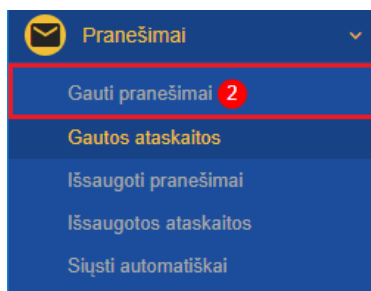 Pranešimai
Gauti pranešimai 2
Gautos ataskaitos
Išsaugoti pranešimai
Išsaugotos ataskaitos
Siųsti automatiškai